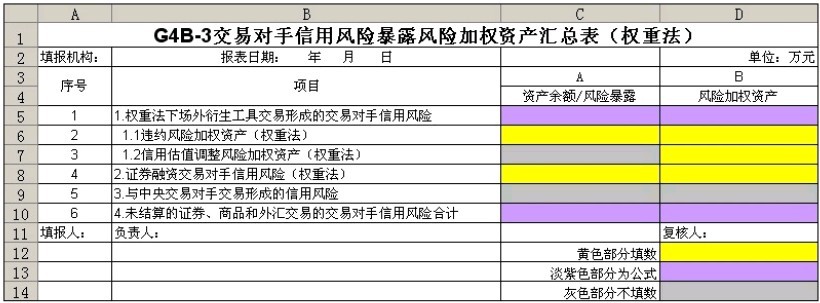 A B C D
1 G4B-3交易对手信用风险暴露风险加权资产汇总表（权重法）
2 填报机构： 报表日期： 年 月 日 单位：万元
3 序号 项目 A B
4 资产余额/风险暴露 风险加权资产
5 1 1.权重法下场外衍生工具交易形成的交易对手信用风险
6 2 1.1违约风险加权资产（权重法）
7 3 1.2信用估值调整风险加权资产（权重法）
8 4 2.证券融资交易对手信用风险（权重法）
9 5 3.与中央交易对手交易形成的信用风险
10 6 4.未结算的证券、商品和外汇交易的交易对手信用风险合计
11 填报人： 负责人： 复核人：
12 黄色部分填数
13 淡紫色部分为公式
14 灰色部分不填数